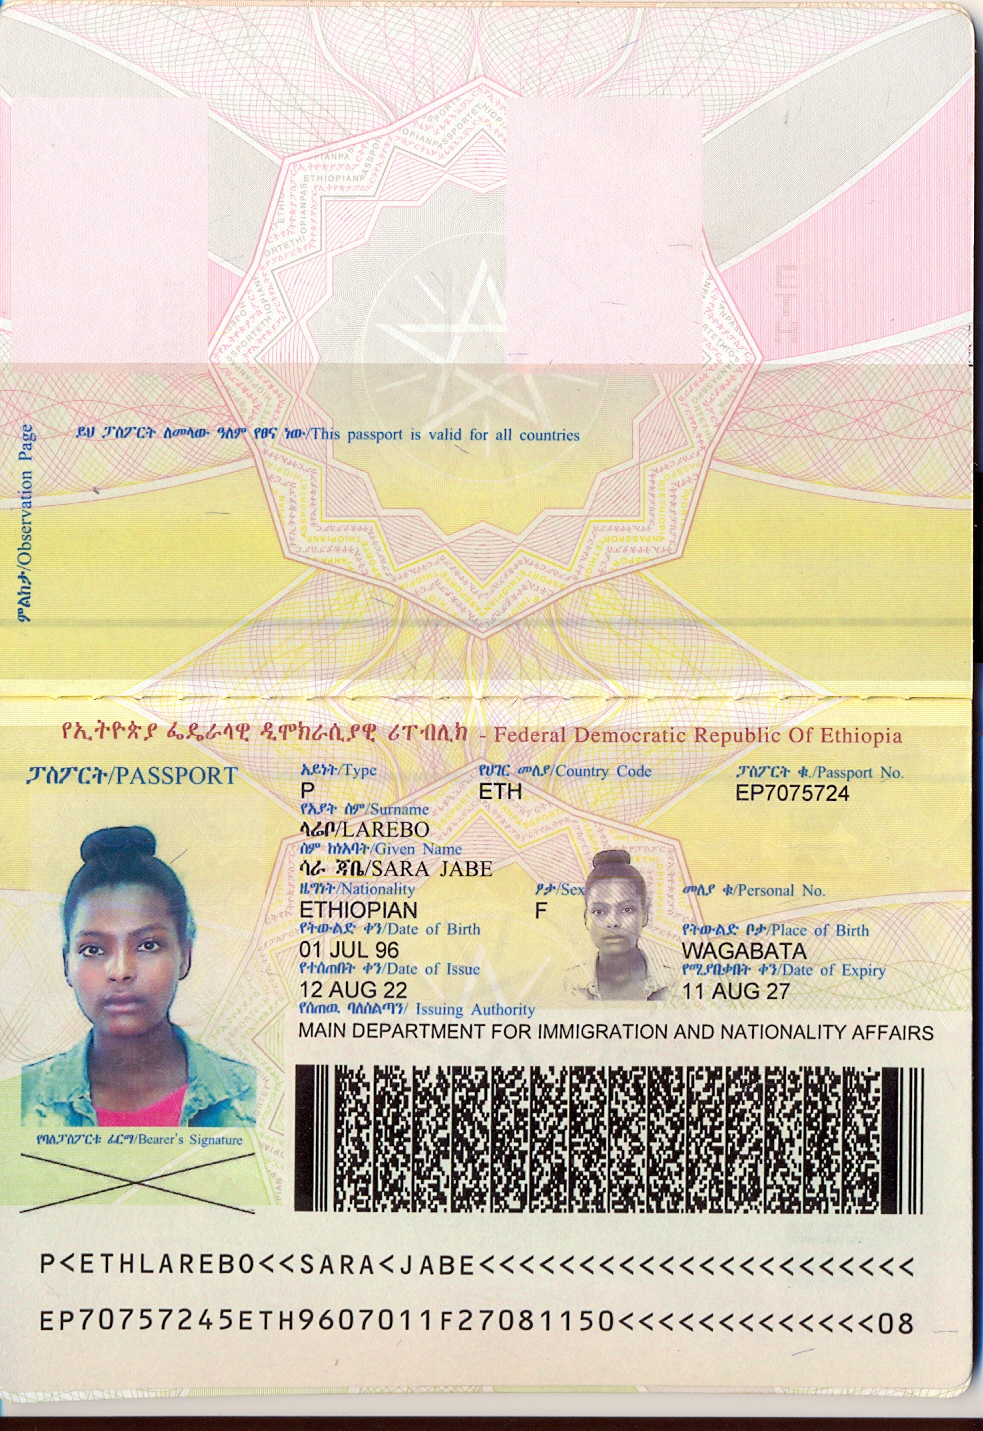 ምልከታ/Observation Page
ይህ ፓስፖርት ለመላው ዓለም የፀና ነው/This passport is valid for all countries
የኢትዮጵያ ፌዴራላዊ ዲሞክራሲያዊ ሪፐብሊክ - Federal Democratic Republic Of Ethiopia
ፓስፖርት/PASSPORT
አይነት/Type
የሀገር መለያ/Country Code
ፓስፖርት ቁ./Passport No.
P
ETH
EP7075724
የአያት ስም/Surname
ላሬቦ/LAREBO
ስም ከነአባት/Given Name
ሳራ ጃቤ/SARA JABE
ዜግነት/Nationality
ፆታ/Sex
መለያ ቁ/Personal No.
ETHIOPIAN
F
የትውልድ ቀን/Date of Birth
የትውልድ ቦታ/Place of Birth
01 JUL 96
WAGABATA
የተሰጠበት ቀን/Date of Issue
የሚያበቃበት ቀን/Date of Expiry
12 AUG 22
11 AUG 27
የሰጠዉ ባለስልጣን/ Issuing Authority
MAIN DEPARTMENT FOR IMMIGRATION AND NATIONALITY AFFAIRS
የባለፓስፖርቱ ፊርማ/Bearer's Signature
P<ETHLAREBO<<SARA<JABE<<<<<<<<<<<<<<<<<<<<<<
EP70757245ETH9607011F27081150<<<<<<<<<<<<<08